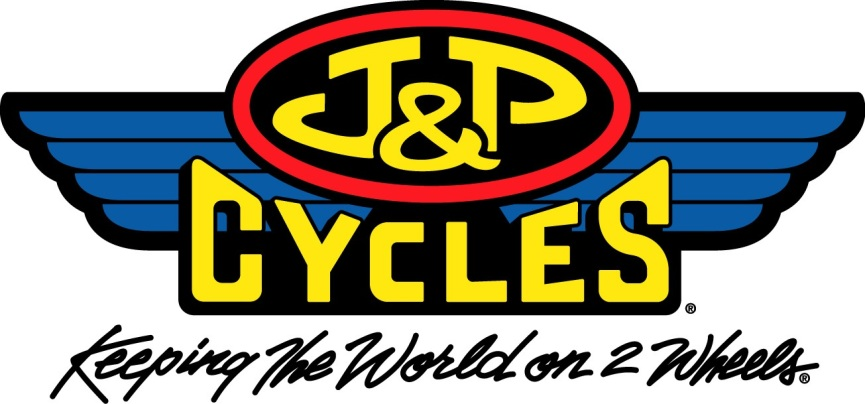 J&P
CYCLES®
Keeping The World on 2 Wheels®